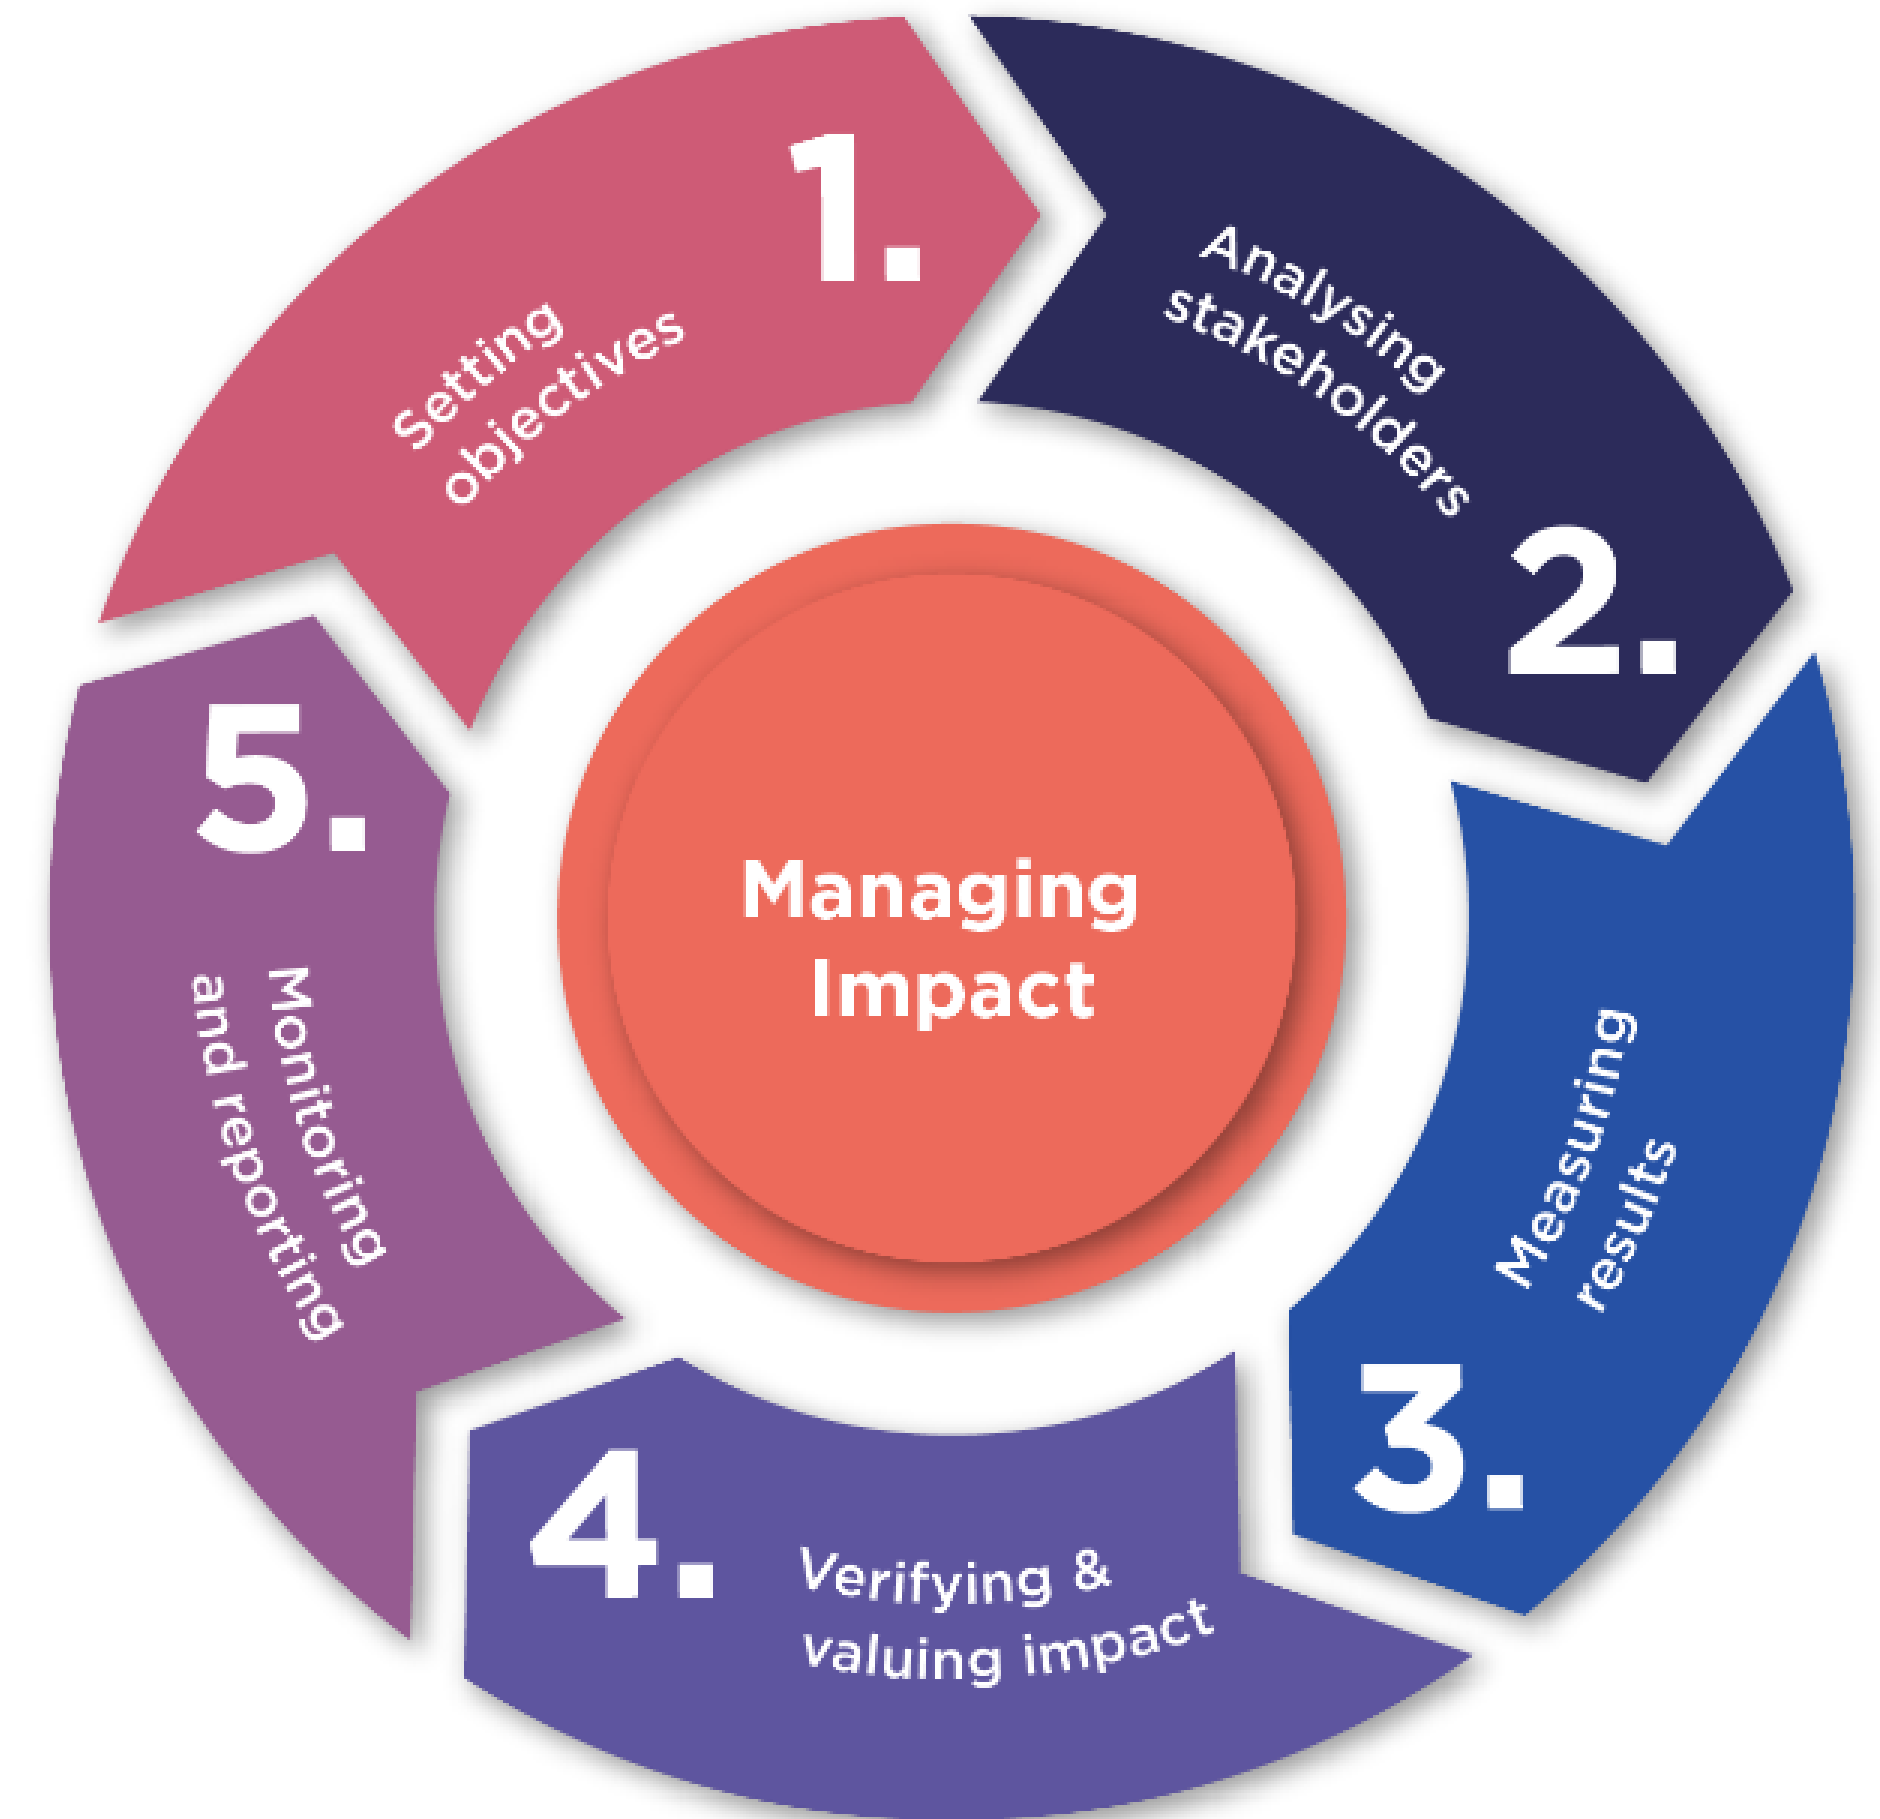 1.
Setting
objectives
2.
Analysing
stakeholders
3.
Measuring
results
4.
Verifying &
valuing impact
5.
Monitoring
and reporting
Managing
Impact